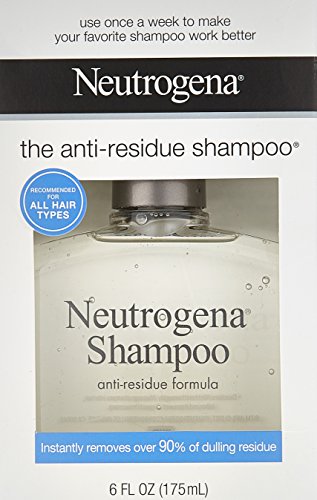 use once a week to make
your favorite shampoo work better
Neutrogena®
the anti-residue shampoo®
RECOMMENDED
FOR
ALL HAIR
TYPES
Neutrogena®
Shampoo
anti-residue formula
Instantly removes over 90% of dulling residue
6 FL OZ (175mL)